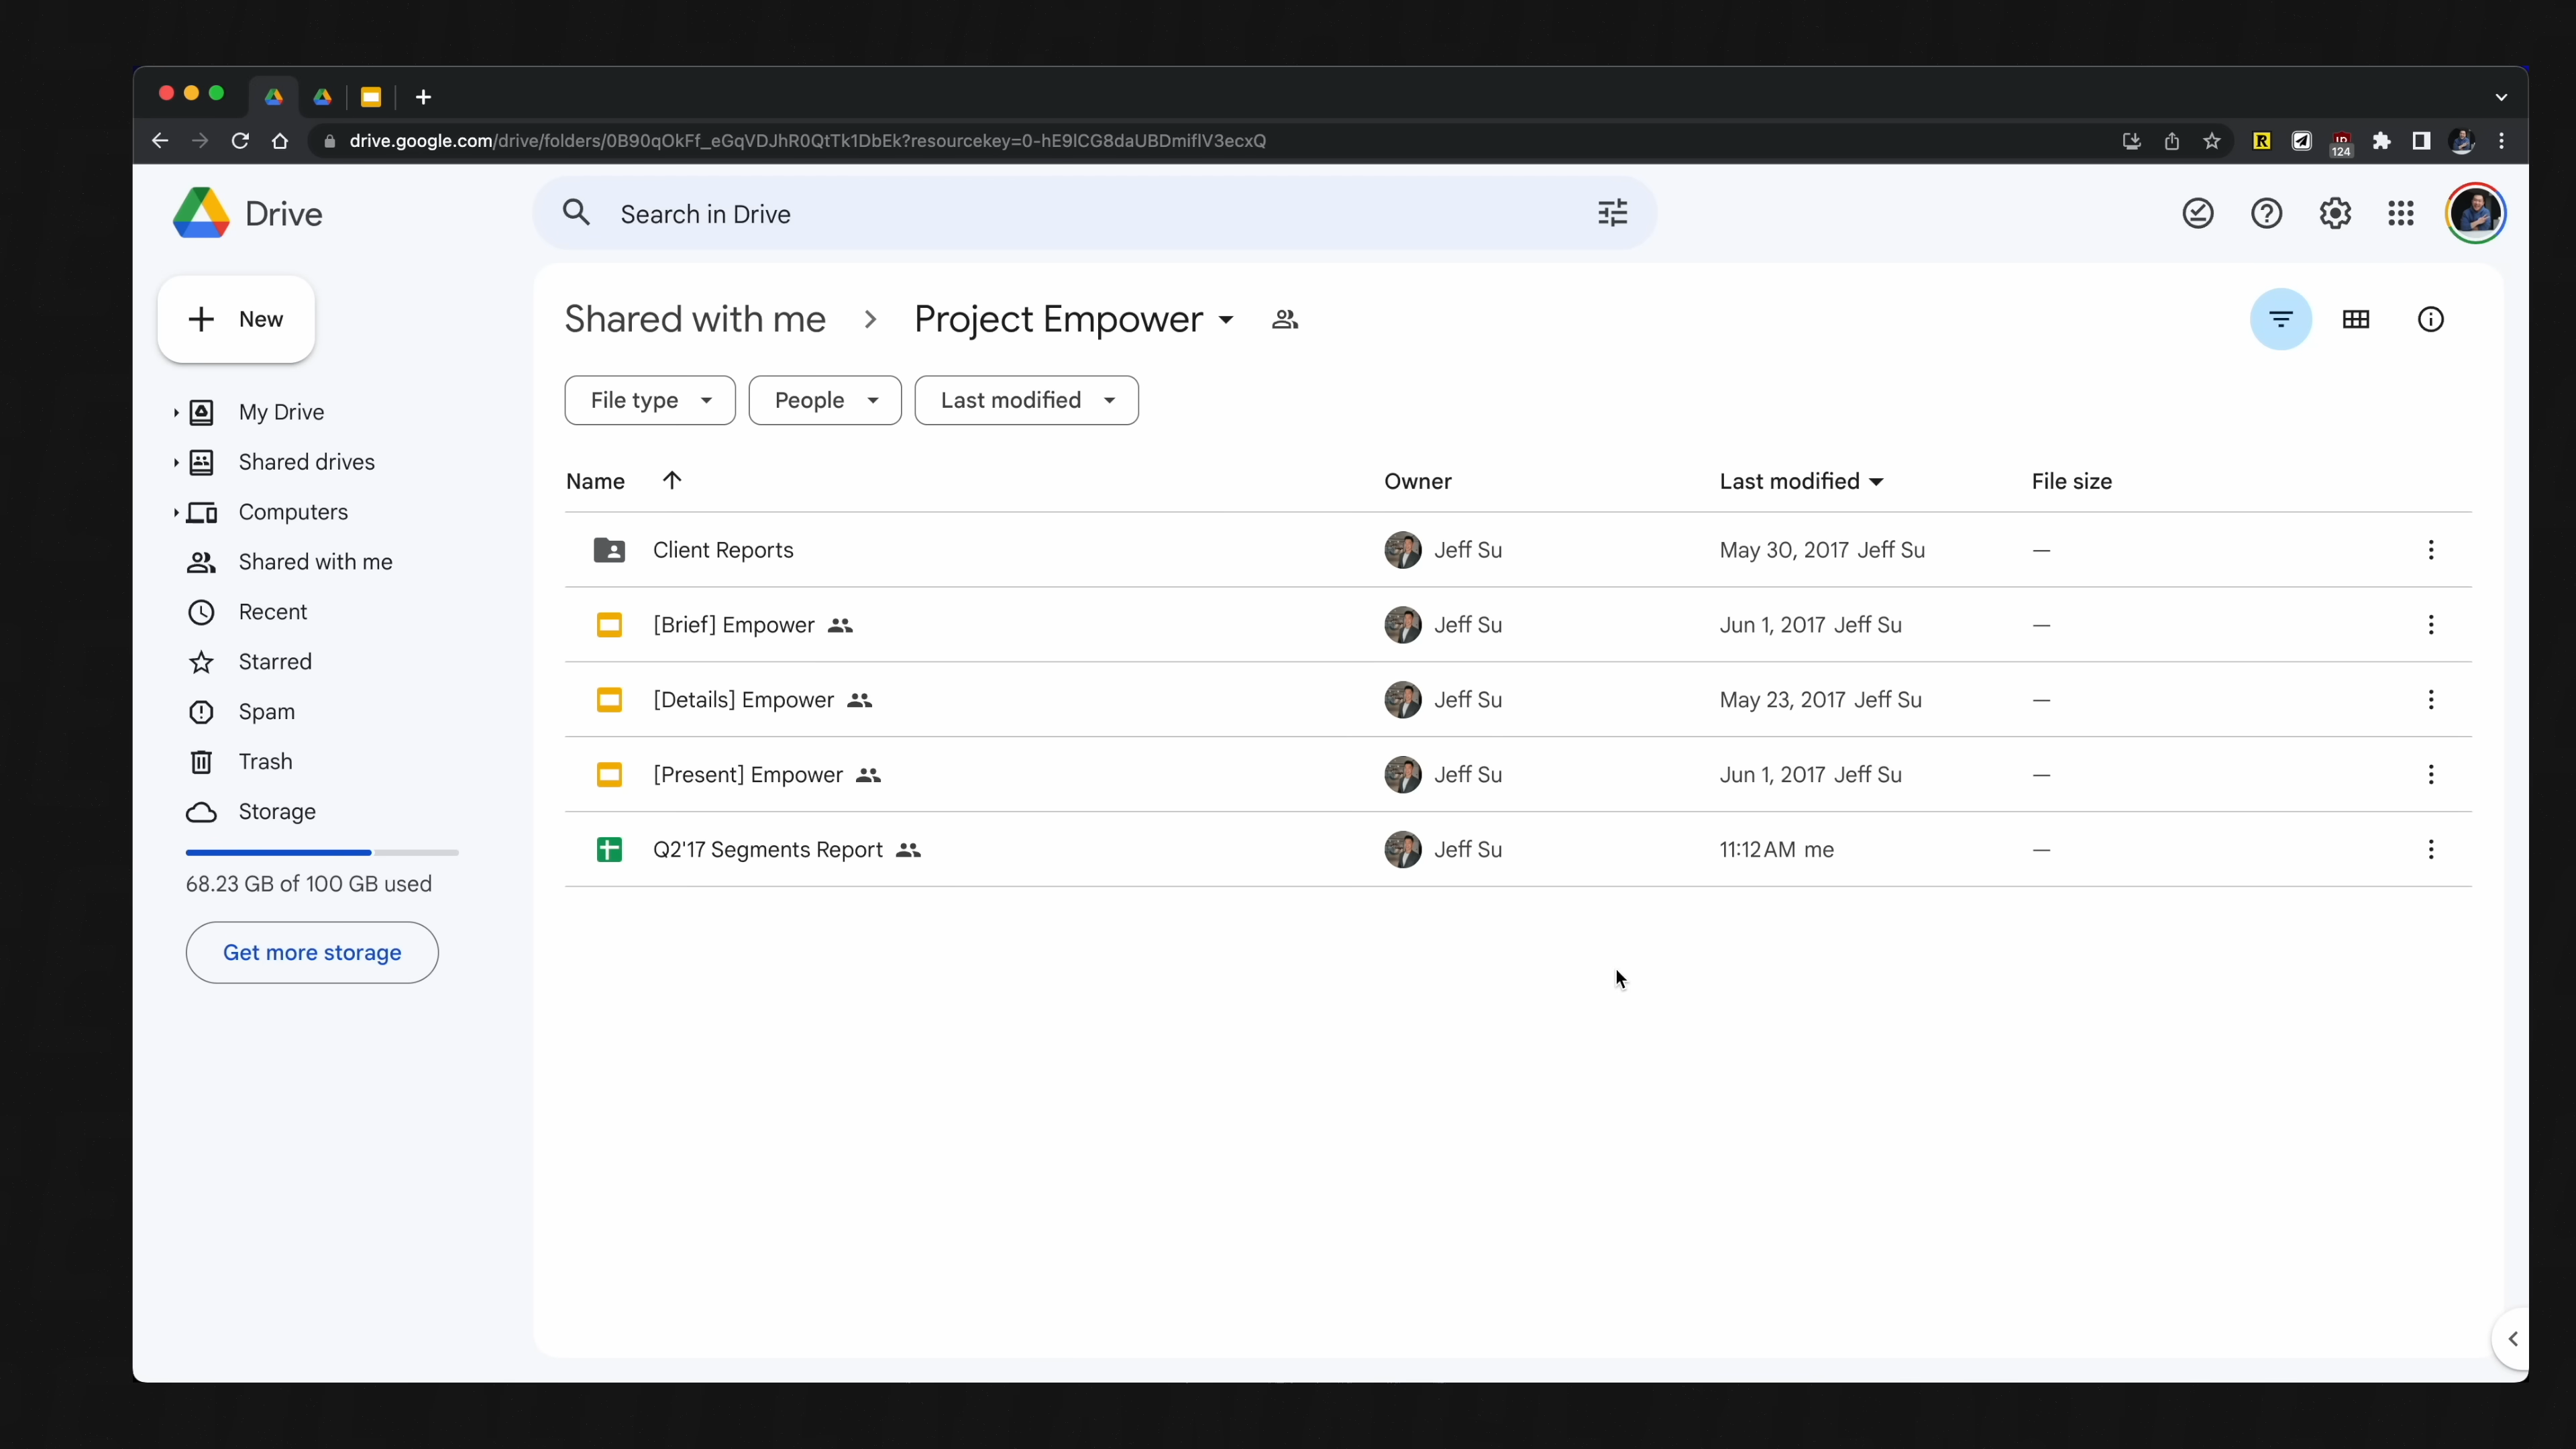 drive.google.com/drive/folders/0B90qOkFf_eGqVDJhR0QtTk1DbEk?resourcekey=0-hE9lCG8daUBDmiflV3ecxQ
124
Drive
Search in Drive
New
Shared with me > Project Empower
File type People Last modified
My Drive
Shared drives
Computers
Shared with me
Recent
Starred
Spam
Trash
Storage
68.23 GB of 100 GB used
Get more storage
Name Owner Last modified File size
Client Reports Jeff Su May 30, 2017 Jeff Su —
[Brief] Empower Jeff Su Jun 1, 2017 Jeff Su —
[Details] Empower Jeff Su May 23, 2017 Jeff Su —
[Present] Empower Jeff Su Jun 1, 2017 Jeff Su —
Q2'17 Segments Report Jeff Su 11:12 AM me —